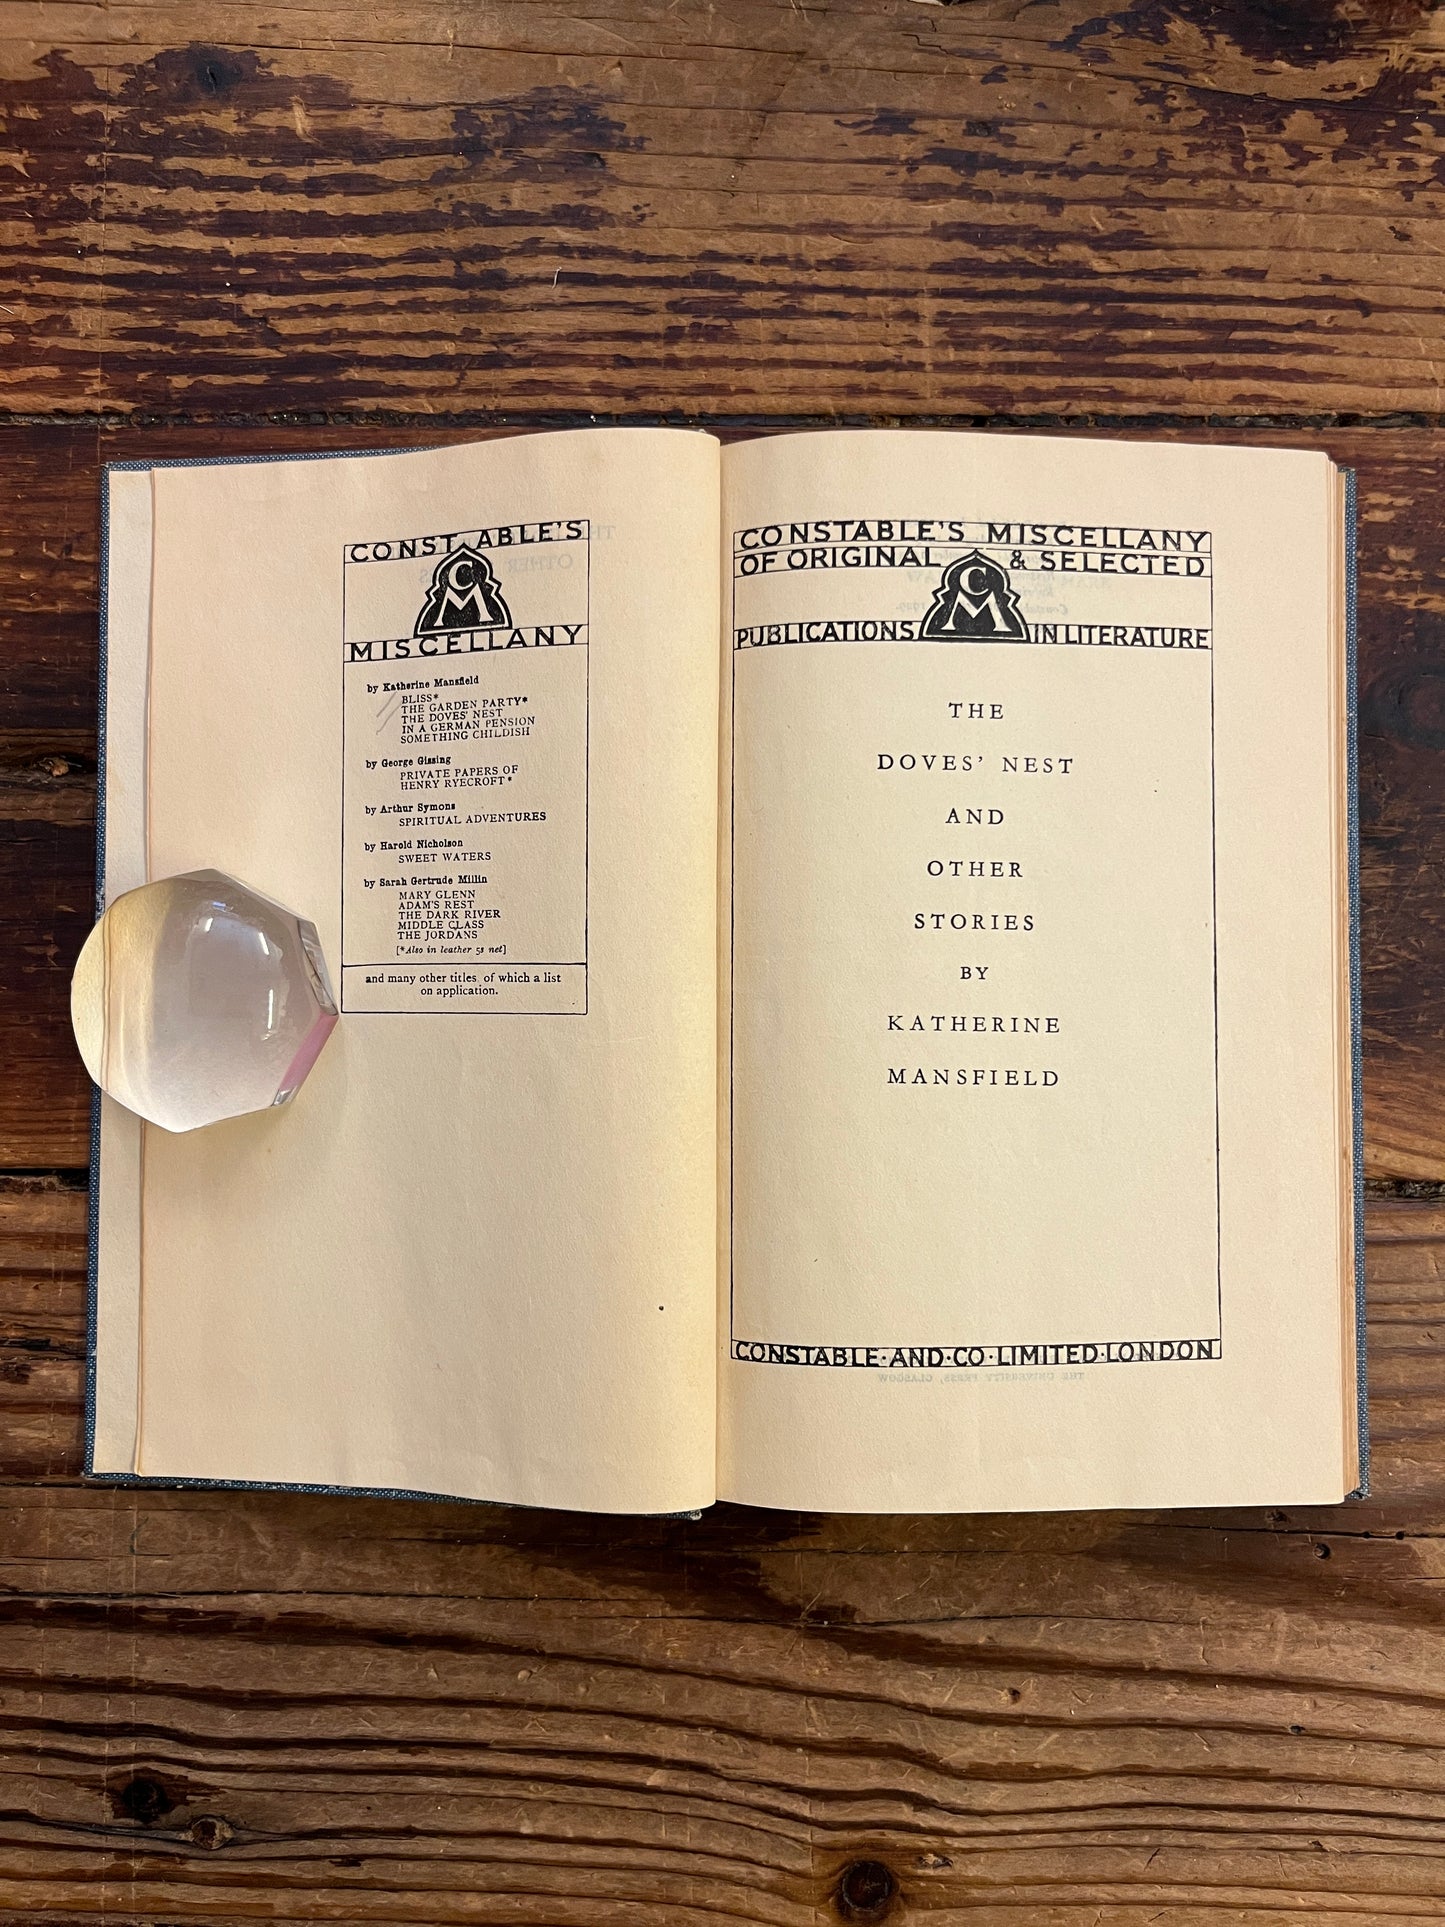 CONSTABLE'S
CM
MISCELLANY
by Katherine Mansfield
BLISS*
THE GARDEN PARTY*
THE DOVES' NEST
IN A GERMAN PENSION
SOMETHING CHILDISH
by George Gissing
PRIVATE PAPERS OF
HENRY RYECROFT*
by Arthur Symons
SPIRITUAL ADVENTURES
by Harold Nicholson
SWEET WATERS
by Sarah Gertrude Millin
MARY GLENN
ADAM'S REST
THE DARK RIVER
MIDDLE CLASS
THE JORDANS
[*Also in leather 5s net]
and many other titles of which a list
on application.
CONSTABLE'S MISCELLANY
OF ORIGINAL & SELECTED
CM
PUBLICATIONS IN LITERATURE
THE
DOVES' NEST
AND
OTHER
STORIES
BY
KATHERINE
MANSFIELD
CONSTABLE·AND·CO·LIMITED·LONDON
THE UNIVERSITY PRESS, GLASGOW